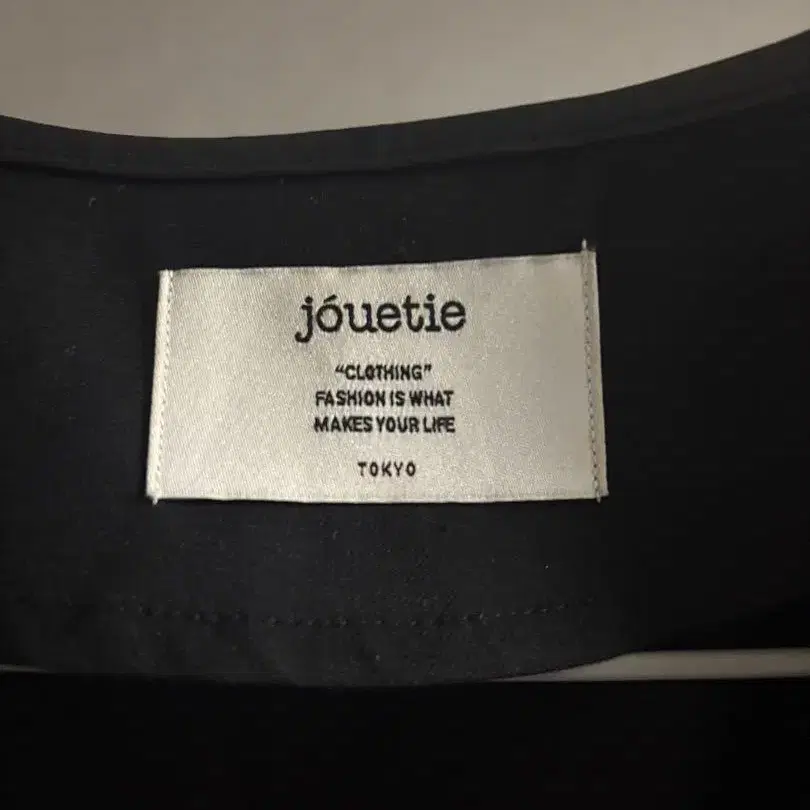 jóuetie
“CLOTHING”
FASHION IS WHAT
MAKES YOUR LIFE
TOKYO